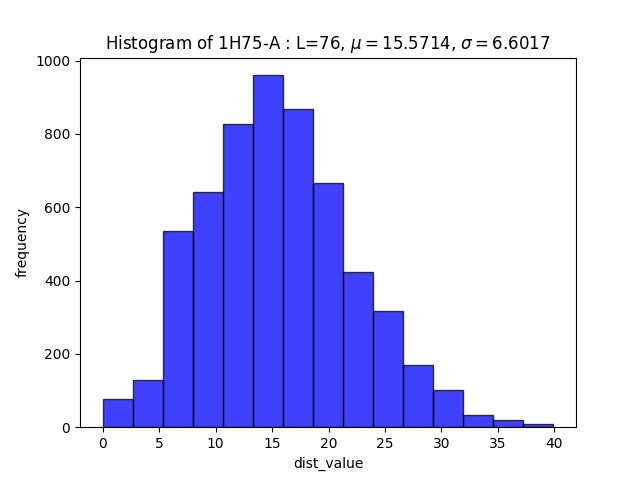 Histogram of 1H75-A : L=76, μ = 15.5714, σ = 6.6017
1000
800
600
400
200
0
frequency
0 5 10 15 20 25 30 35 40
dist_value